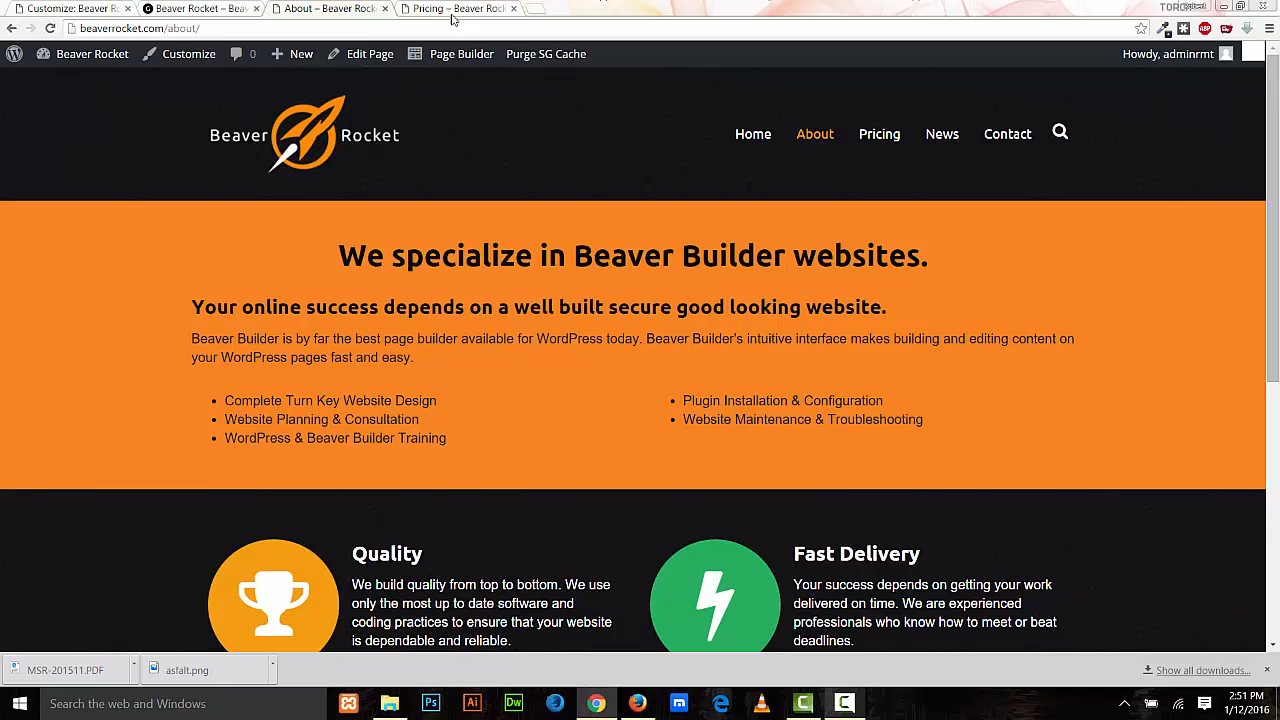 Customize: Beaver R
Beaver Rocket – Beav
About – Beaver Rock
Pricing – Beaver Rock
beaverrocket.com/about/
Beaver Rocket
Customize
0
New
Edit Page
Page Builder
Purge SG Cache
Howdy, adminrmt
Beaver Rocket
Home
About
Pricing
News
Contact
We specialize in Beaver Builder websites.
Your online success depends on a well built secure good looking website.
Beaver Builder is by far the best page builder available for WordPress today. Beaver Builder's intuitive interface makes building and editing content on
your WordPress pages fast and easy.
• Complete Turn Key Website Design
• Website Planning & Consultation
• WordPress & Beaver Builder Training
• Plugin Installation & Configuration
• Website Maintenance & Troubleshooting
Quality
We build quality from top to bottom. We use
only the most up to date software and
coding practices to ensure that your website
is dependable and reliable.
Fast Delivery
Your success depends on getting your work
delivered on time. We are experienced
professionals who know how to meet or beat
deadlines.
MSR-201511.PDF
asfalt.png
Show all downloads...
Search the web and Windows
Ps
Ai
Dw
2:51 PM
1/12/2016